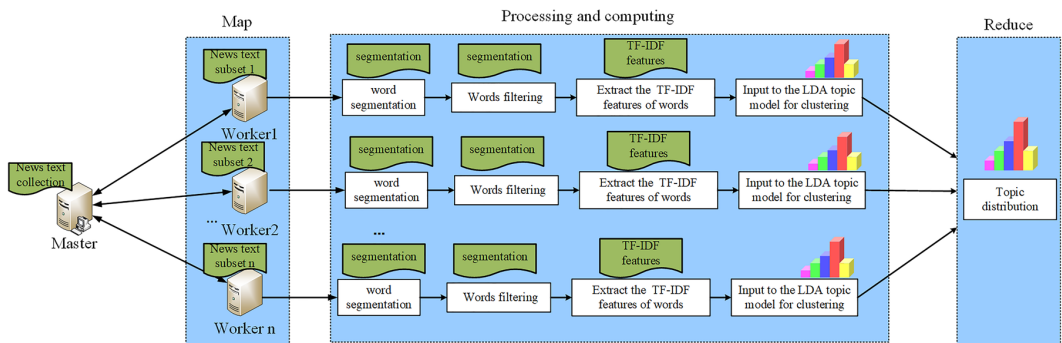 Map
Processing and computing
Reduce
News text
collection
Master
News text
subset 1
Worker1
News text
subset 2
...
Worker2
News text
subset n
Worker n
segmentation
word
segmentation
segmentation
Words filtering
TF-IDF
features
Extract the TF-IDF
features of words
Input to the LDA topic
model for clustering
segmentation
word
segmentation
segmentation
Words filtering
TF-IDF
features
Extract the TF-IDF
features of words
Input to the LDA topic
model for clustering
...
segmentation
word
segmentation
segmentation
Words filtering
TF-IDF
features
Extract the TF-IDF
features of words
Input to the LDA topic
model for clustering
Topic
distribution